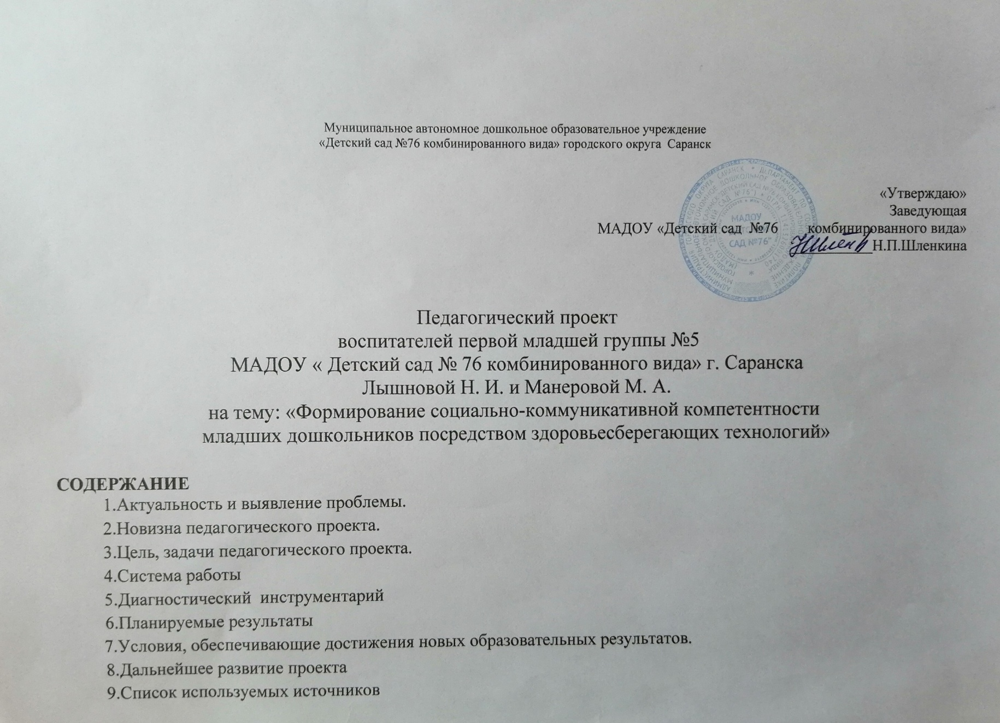 Муниципальное автономное дошкольное образовательное учреждение
«Детский сад №76 комбинированного вида» городского округа Саранск
«Утверждаю»
Заведующая
МАДОУ «Детский сад №76 комбинированного вида»
Н.П.Шленкина
МАДОУ
САД №76"
Педагогический проект
воспитателей первой младшей группы №5
МАДОУ « Детский сад № 76 комбинированного вида» г. Саранска
Лышновой Н. И. и Манеровой М. А.
на тему: «Формирование социально-коммуникативной компетентности
младших дошкольников посредством здоровьесберегающих технологий»
СОДЕРЖАНИЕ
1.Актуальность и выявление проблемы.
2.Новизна педагогического проекта.
3.Цель, задачи педагогического проекта.
4.Система работы
5.Диагностический инструментарий
6.Планируемые результаты
7.Условия, обеспечивающие достижения новых образовательных результатов.
8.Дальнейшее развитие проекта
9.Список используемых источников